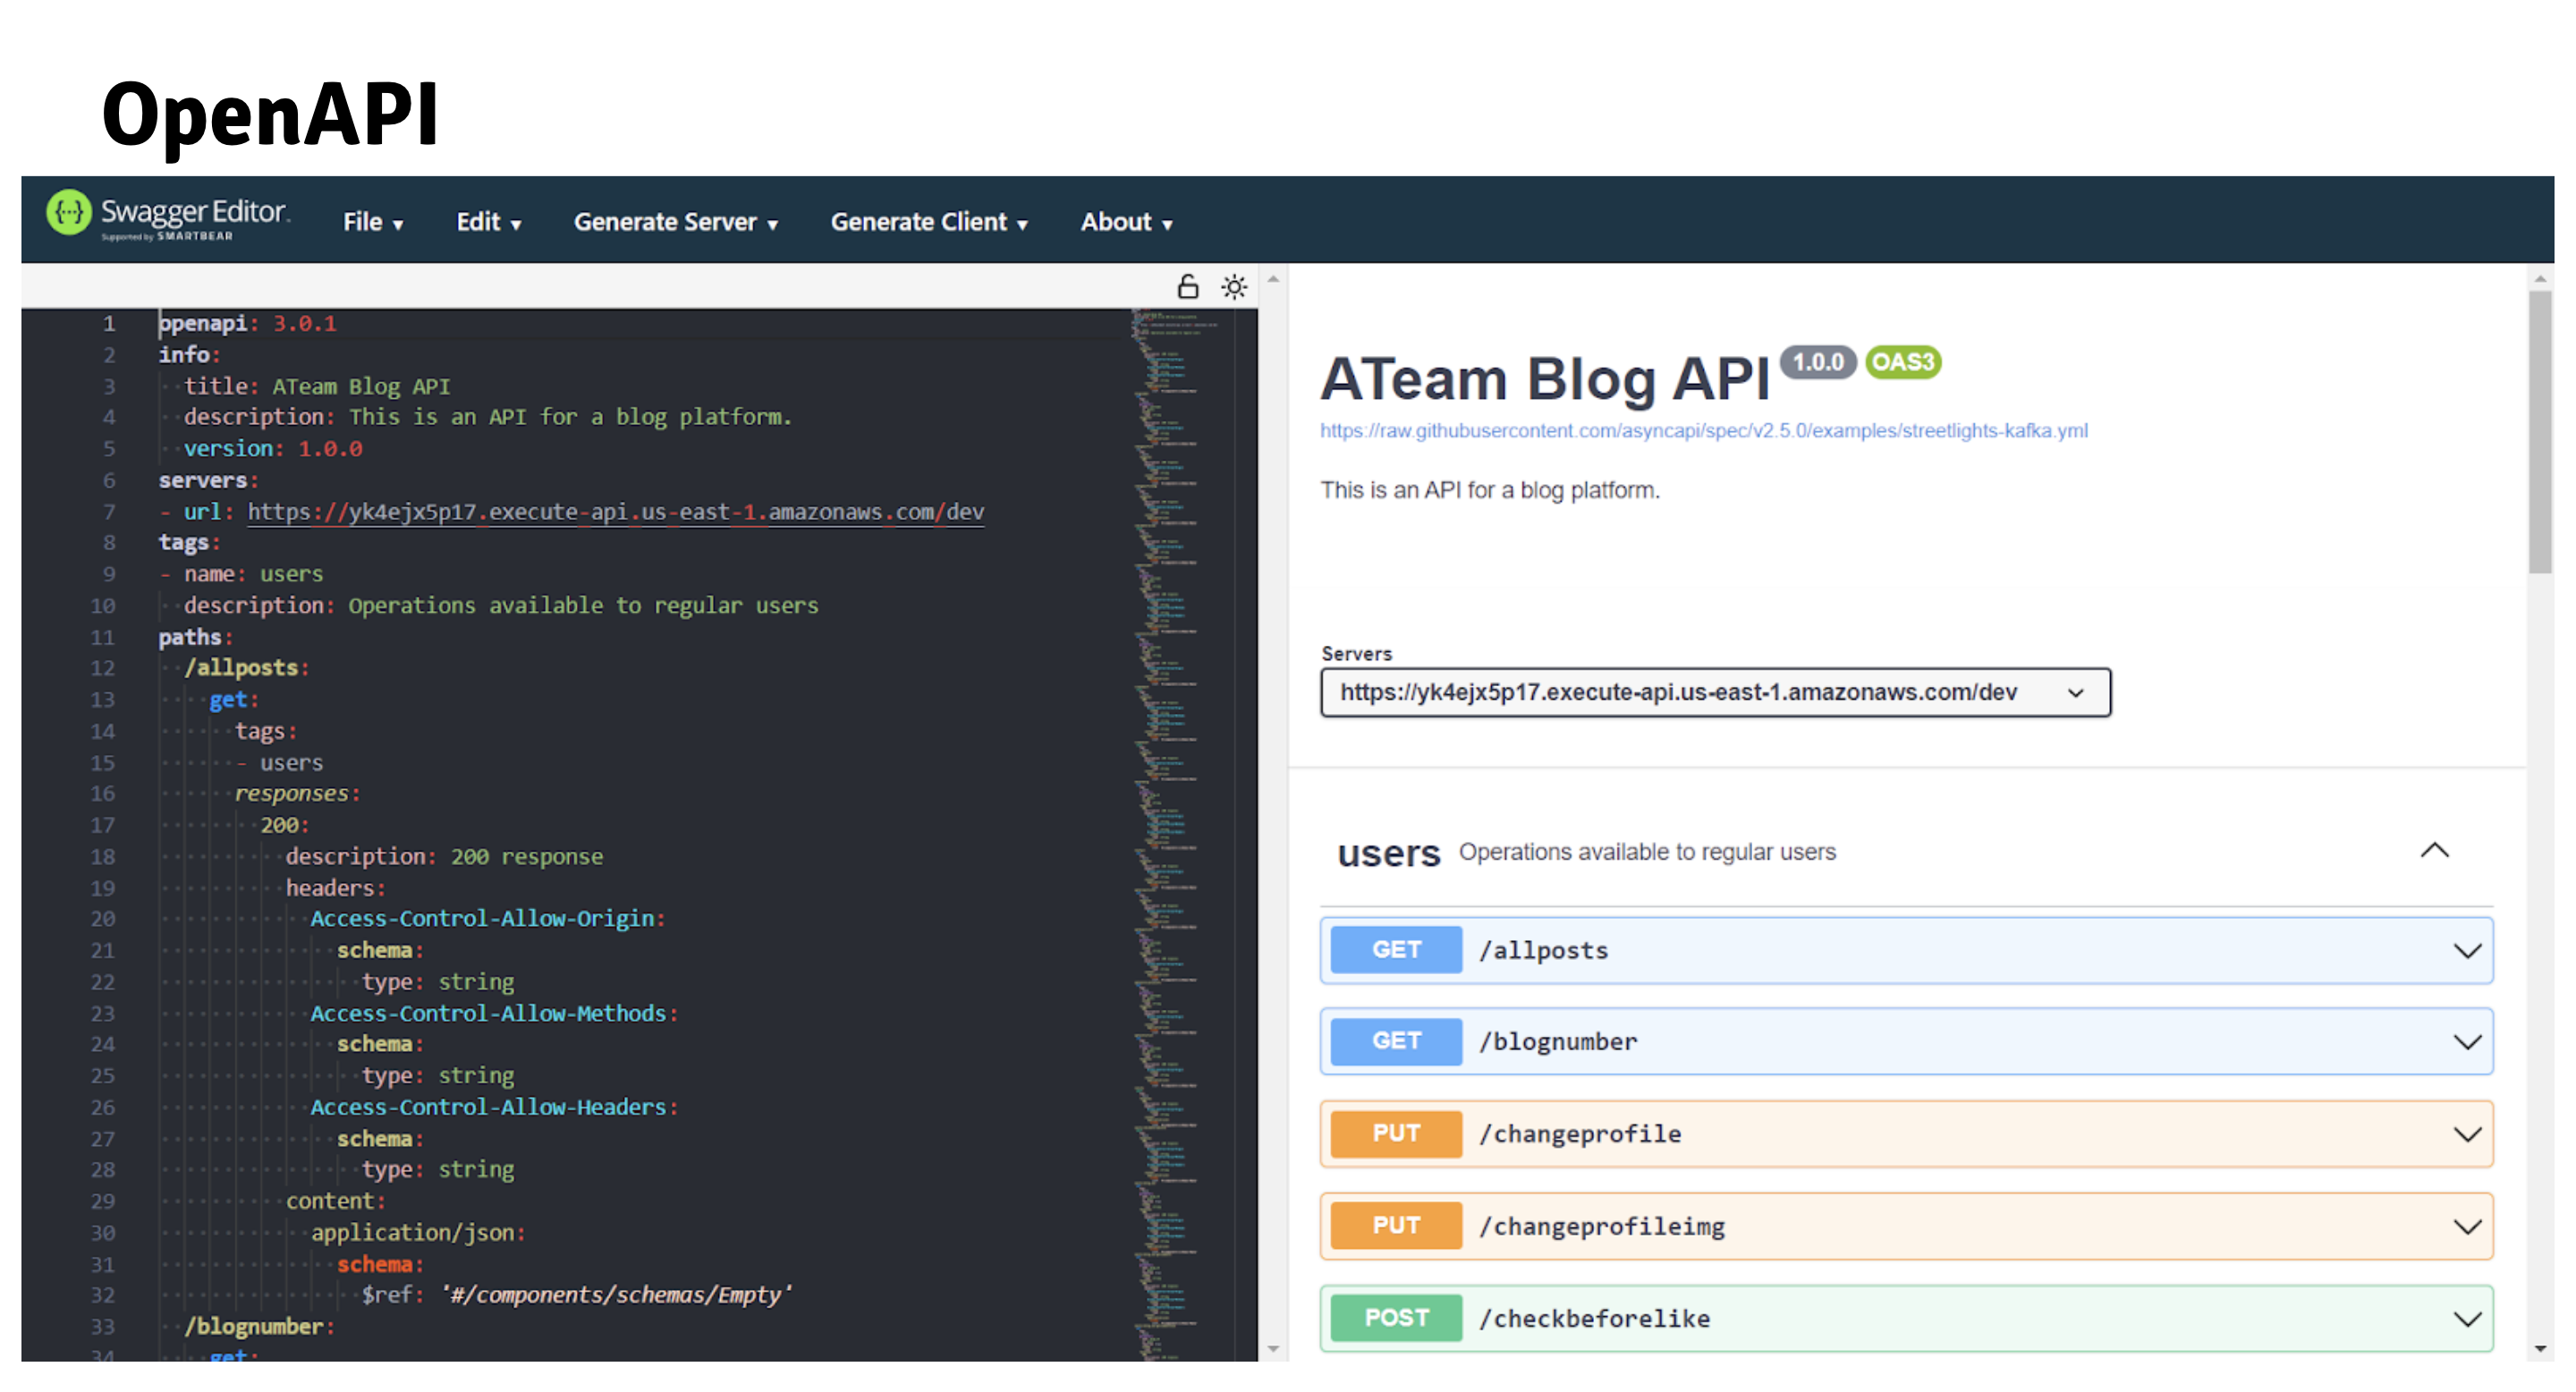 OpenAPI
Swagger Editor.
Supported by SMARTBEAR
File ▾ Edit ▾ Generate Server ▾ Generate Client ▾ About ▾
1 openapi: 3.0.1
2 info:
3 title: ATeam Blog API
4 description: This is an API for a blog platform.
5 version: 1.0.0
6 servers:
7 - url: https://yk4ejx5p17.execute-api.us-east-1.amazonaws.com/dev
8 tags:
9 - name: users
10 description: Operations available to regular users
11 paths:
12 /allposts:
13 get:
14 tags:
15 - users
16 responses:
17 200:
18 description: 200 response
19 headers:
20 Access-Control-Allow-Origin:
21 schema:
22 type: string
23 Access-Control-Allow-Methods:
24 schema:
25 type: string
26 Access-Control-Allow-Headers:
27 schema:
28 type: string
29 content:
30 application/json:
31 schema:
32 $ref: '#/components/schemas/Empty'
33 /blognumber:
34 get:
ATeam Blog API 1.0.0 OAS3
https://raw.githubusercontent.com/asyncapi/spec/v2.5.0/examples/streetlights-kafka.yml
This is an API for a blog platform.
Servers
https://yk4ejx5p17.execute-api.us-east-1.amazonaws.com/dev
users Operations available to regular users
GET /allposts
GET /blognumber
PUT /changeprofile
PUT /changeprofileimg
POST /checkbeforelike